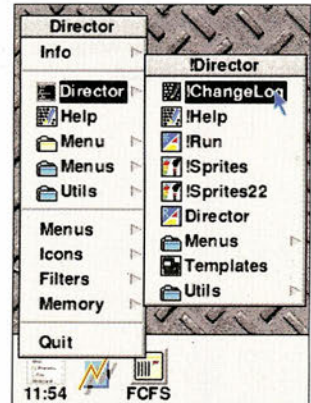 Director
Info
Director
Help
Menu
Menus
Utils
Menus
Icons
Filters
Memory
Quit
!Director
!ChangeLog
!Help
!Run
!Sprites
!Sprites22
Director
Menus
Templates
Utils
11:54
FCFS